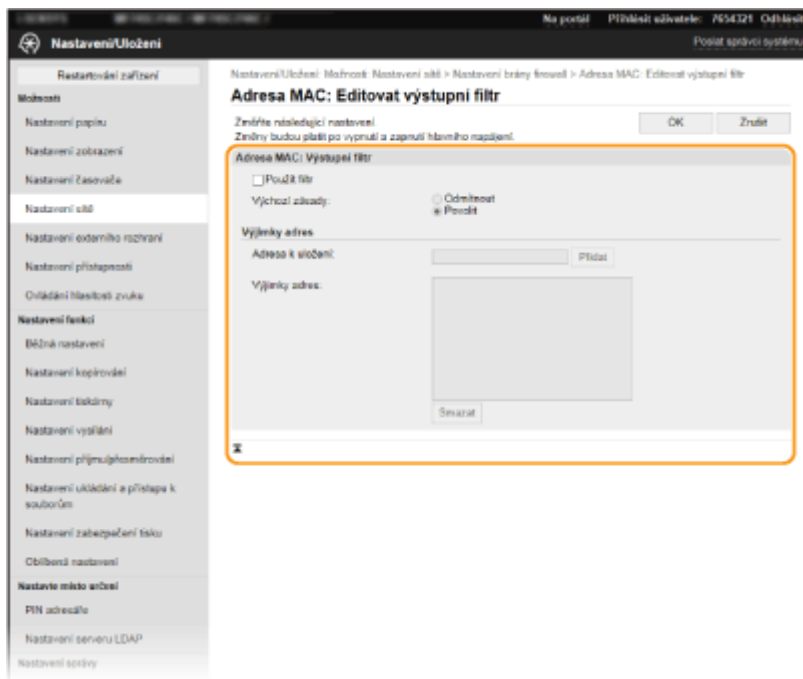 Na portál Přihlásit uživatele: 7654321 Odhlásit
Nastavení/Uložení
Poslat správci systému
Restartování zařízení
Možnosti
Nastavení papíru
Nastavení zobrazení
Nastavení časovače
Nastavení sítě
Nastavení externího rozhraní
Nastavení přístupnosti
Ovládání hlasitosti zvuku
Nastavení funkcí
Běžná nastavení
Nastavení kopírování
Nastavení tiskárny
Nastavení vysílání
Nastavení příjmu/přesměrování
Nastavení ukládání a přístupu k
souborům
Nastavení zabezpečení tisku
Oblíbená nastavení
Nastavte místo určení
PIN adresáře
Nastavení serveru LDAP
Nastavení správy
Nastavení/Uložení: Možnosti: Nastavení sítě > Nastavení brány firewall > Adresa MAC: Editovat výstupní filtr
Adresa MAC: Editovat výstupní filtr
Změňte následující nastavení.
Změny budou platit po vypnutí a zapnutí hlavního napájení.
OK
Zrušit
Adresa MAC: Výstupní filtr
Použít filtr
Výchozí zásady:
Odmítnout
Povolit
Výjimky adres
Adresa k uložení:
Přidat
Výjimky adres:
Smazat